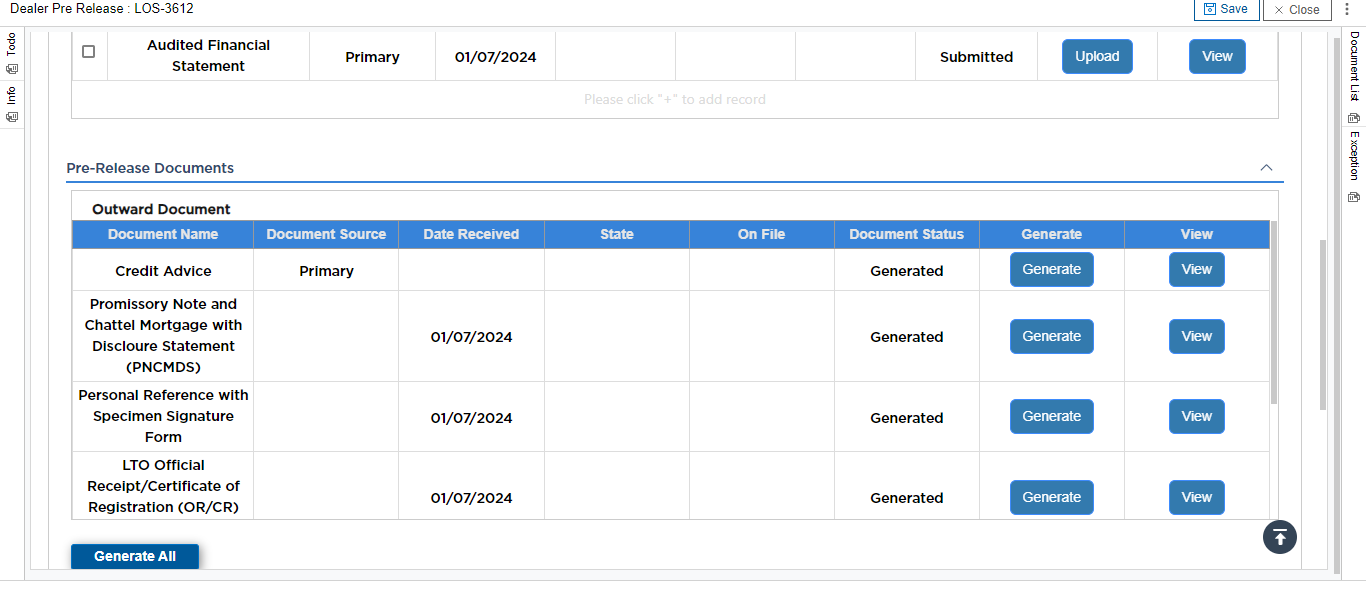 Dealer Pre Release : LOS-3612
Save
Close
Todo
Info
Document List
Exception
Audited Financial
Statement
Primary
01/07/2024
Submitted
Upload
View
Please click "+" to add record
Pre-Release Documents
Outward Document
Document Name Document Source Date Received State On File Document Status Generate View
Credit Advice
Primary
Generated
Generate
View
Promissory Note and
Chattel Mortgage with
Discloure Statement
(PNCMDS)
01/07/2024
Generated
Generate
View
Personal Reference with
Specimen Signature
Form
01/07/2024
Generated
Generate
View
LTO Official
Receipt/Certificate of
Registration (OR/CR)
01/07/2024
Generated
Generate
View
Generate All